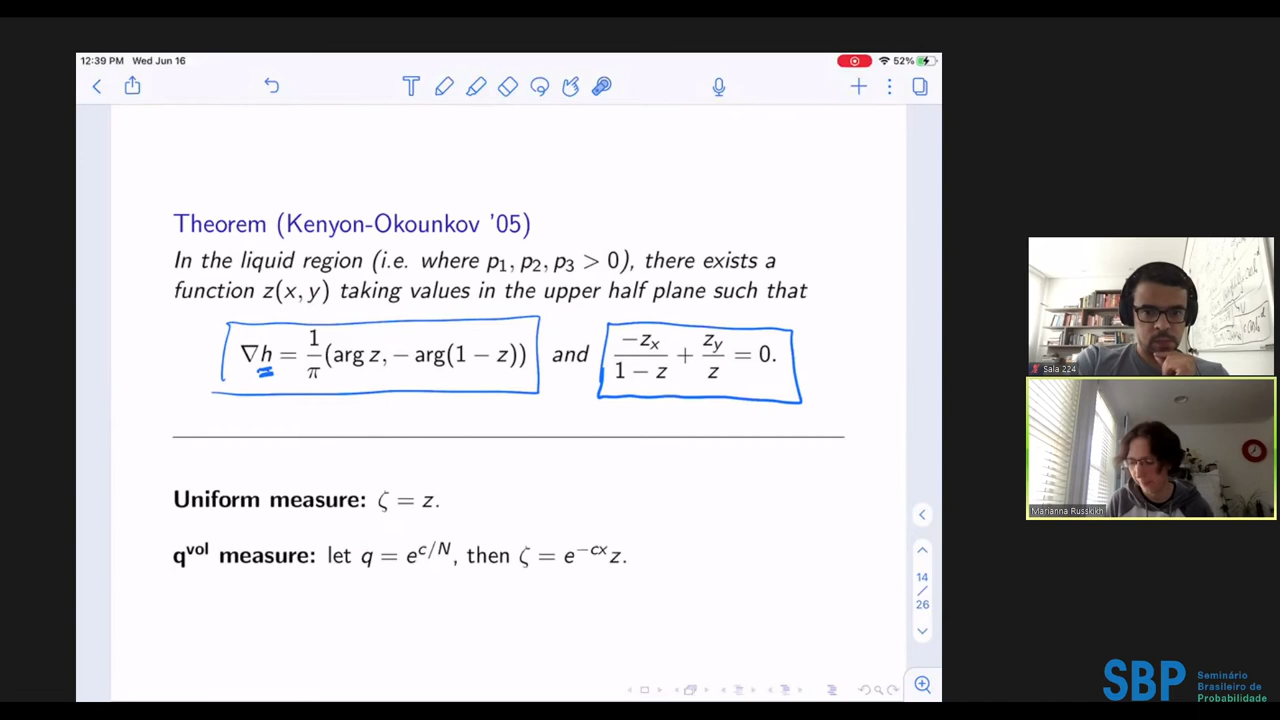 12:39 PM Wed Jun 16
52%
Theorem (Kenyon-Okounkov '05)
In the liquid region (i.e. where p₁, p₂, p₃ > 0), there exists a
function z(x, y) taking values in the upper half plane such that
∇h = 1/π (arg z, − arg(1 − z)) and −zₓ/(1 − z) + z_y/z = 0.
Uniform measure: ζ = z.
q^vol measure: let q = e^{c/N}, then ζ = e^{−cx}z.
14
/
26
Sala 224
Marianna Russkikh
SBP
Seminário
Brasileiro de
Probabilidade